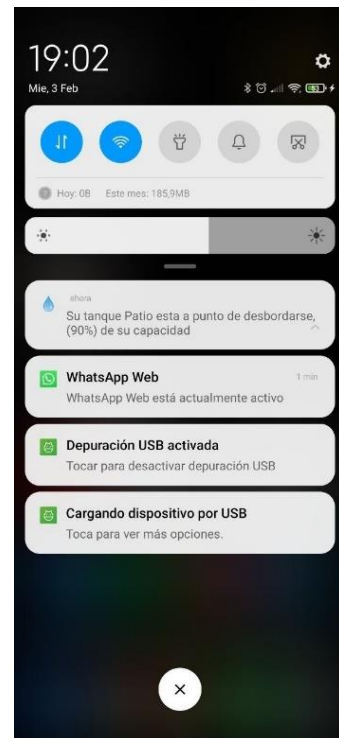 19:02
Mie, 3 Feb
Hoy: 0B Este mes: 185,9MB
ahora
Su tanque Patio esta a punto de desbordarse,
(90%) de su capacidad
WhatsApp Web 1 min
WhatsApp Web está actualmente activo
Depuración USB activada
Tocar para desactivar depuración USB
Cargando dispositivo por USB
Toca para ver más opciones.